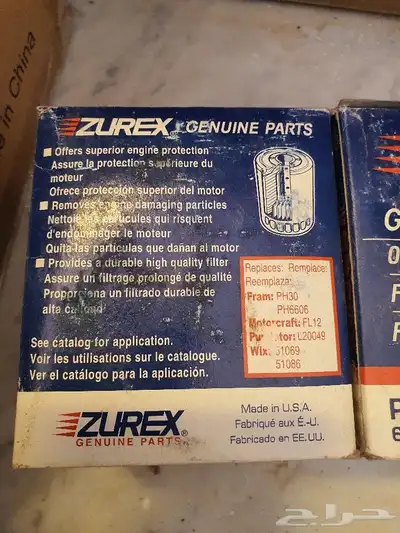 in China
ZUREX GENUINE PARTS
■ Offers superior engine protection
Assure la protection supérieure du
moteur
Ofrece protección superior del motor
■ Removes engine damaging particles
Nettoie les particules qui risquent
d'endommager le moteur
Quita las particulas que dañan al motor
■ Provides a durable high quality filter
Assure un filtrage prolongé de qualité
Proporciona un filtrado durable de
alta calidad
See catalog for application.
Voir les utilisations sur le catalogue.
Ver el catálogo para la aplicación.
Replaces: Remplace:
Reemplaza:
Fram: PH30
PH6606
Motorcraft: FL12
Purolator: L20049
Wix: 51069
51086
ZUREX®
GENUINE PARTS
Made in U.S.A.
Fabriqué aux É.-U.
Fabricado en EE.UU.
G
F
F
P
6
حراج